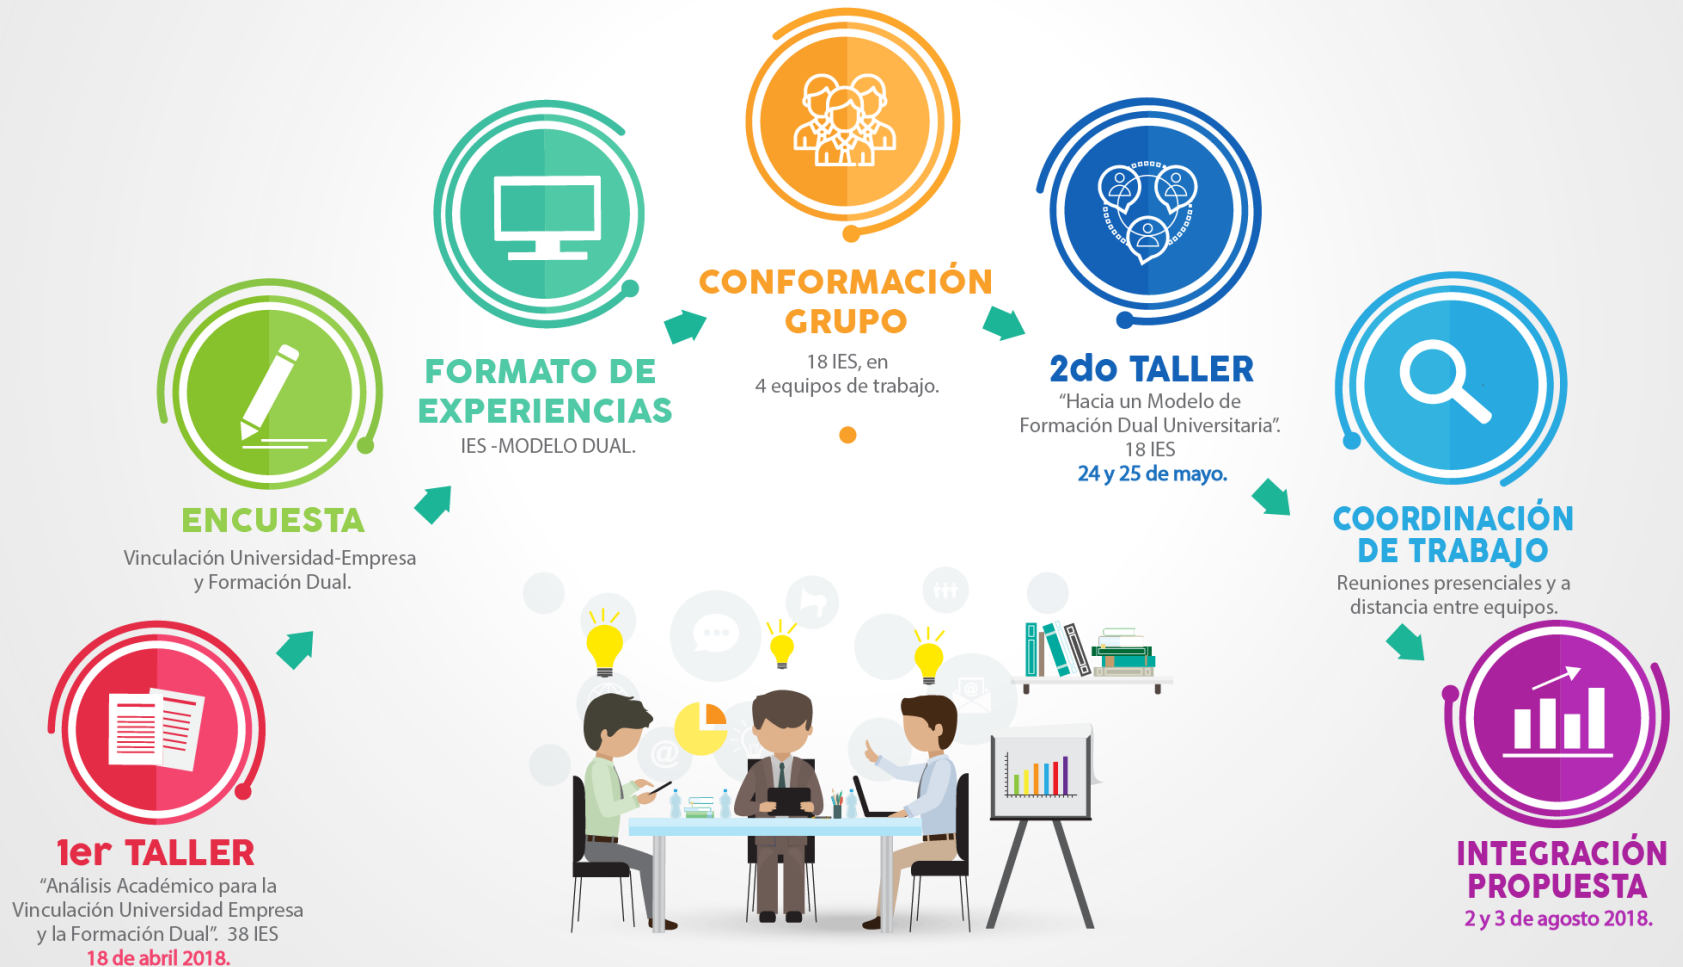 1er TALLER
“Análisis Académico para la
Vinculación Universidad Empresa
y la Formación Dual”. 38 IES
18 de abril 2018.
ENCUESTA
Vinculación Universidad-Empresa
y Formación Dual.
FORMATO DE
EXPERIENCIAS
IES -MODELO DUAL.
CONFORMACIÓN
GRUPO
18 IES, en
4 equipos de trabajo.
2do TALLER
“Hacia un Modelo de
Formación Dual Universitaria”.
18 IES
24 y 25 de mayo.
COORDINACIÓN
DE TRABAJO
Reuniones presenciales y a
distancia entre equipos.
INTEGRACIÓN
PROPUESTA
2 y 3 de agosto 2018.